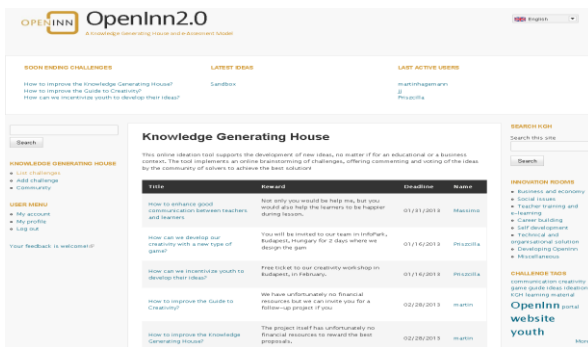 OPENINN
OpenInn2.0
A Knowledge Generating House and e-Assessment Model
English
SOON ENDING CHALLENGES
How to improve the Knowledge Generating House?
How to improve the Guide to Creativity?
How can we incentivize youth to develop their ideas?
LATEST IDEAS
Sandbox
LAST ACTIVE USERS
martinhagemann
jj
Priszcilla
Search
KNOWLEDGE GENERATING HOUSE
List challenges
Add challenge
Community
USER MENU
My account
My profile
Log out
Your feedback is welcomed!
Knowledge Generating House
This online ideation tool supports the development of new ideas, no matter if for an educational or a business
context. The tool implements an online brainstorming of challenges, offering commenting and voting of the ideas
by the community of solvers to achieve the best solution!
Title Reward Deadline Name
How to enhance good
communication between teachers
and learners
Not only you would be help me, but you
would also help the learners to be happier
during lesson.
01/31/2013
Massimo
How can we develop our
creativity with a new type of
game?
You will be invited to our team in InfoPark,
Budapest, Hungary for 2 days where we
design the gam
01/16/2013
Priszcilla
How can we incentivize youth to
develop their ideas?
Free ticket to our creativity workshop in
Budapest, in February.
01/16/2013
Priszcilla
How to improve the Guide to
Creativity?
We have unfortunately no financial
resources but we can invite you for a
follow-up project if you
02/28/2013
martin
How to improve the Knowledge
Generating House?
The project itself has unfortunately no
financial resources to reward the best
proposals.
02/28/2013
martin
SEARCH KGH
Search this site
Search
INNOVATION ROOMS
Business and economy
Social issues
Teacher training and
e-learning
Career building
Self development
Technical and
organisational solution
Developing OpenInn
Miscellaneous
CHALLENGE TAGS
communication creativity
game guide ideas ideation
KGH learning material
OpenInn portal
website
youth
More